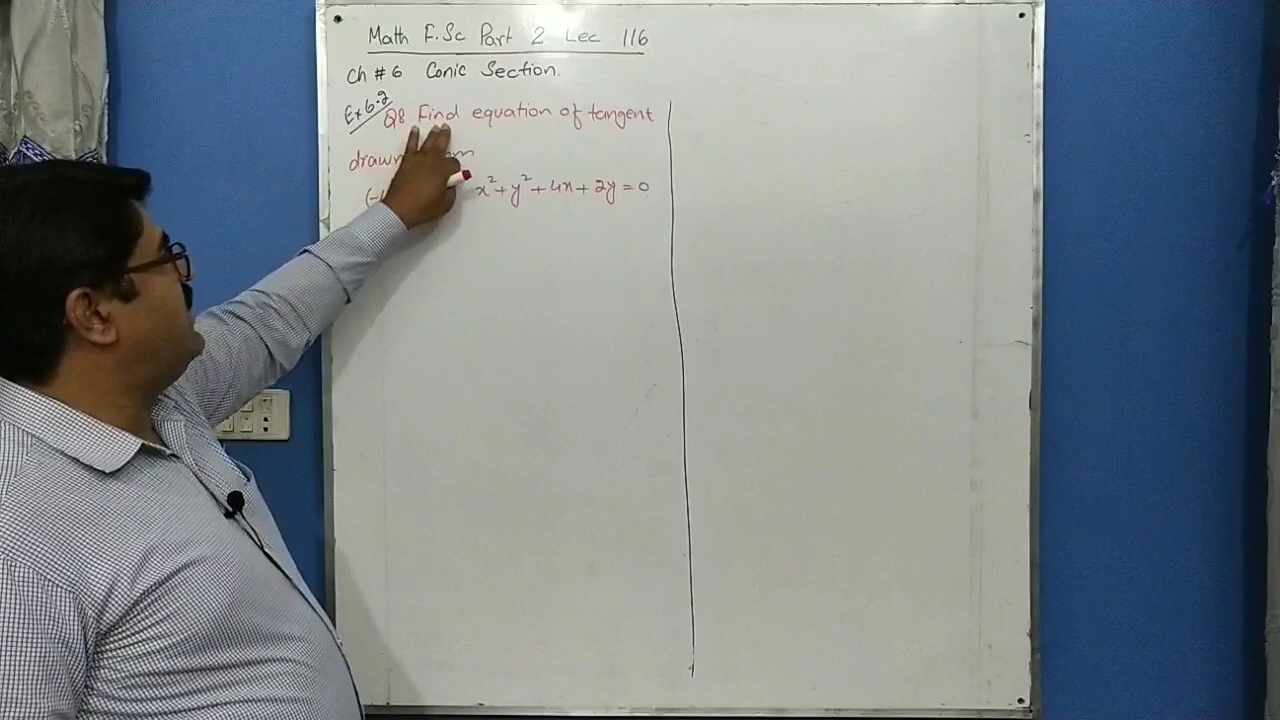 Math F.Sc Part 2 Lec 116
Ch # 6 Conic Section.
Ex 6.2
Q8 Find equation of tangent
drawn
x²+y²+4x+2y=0